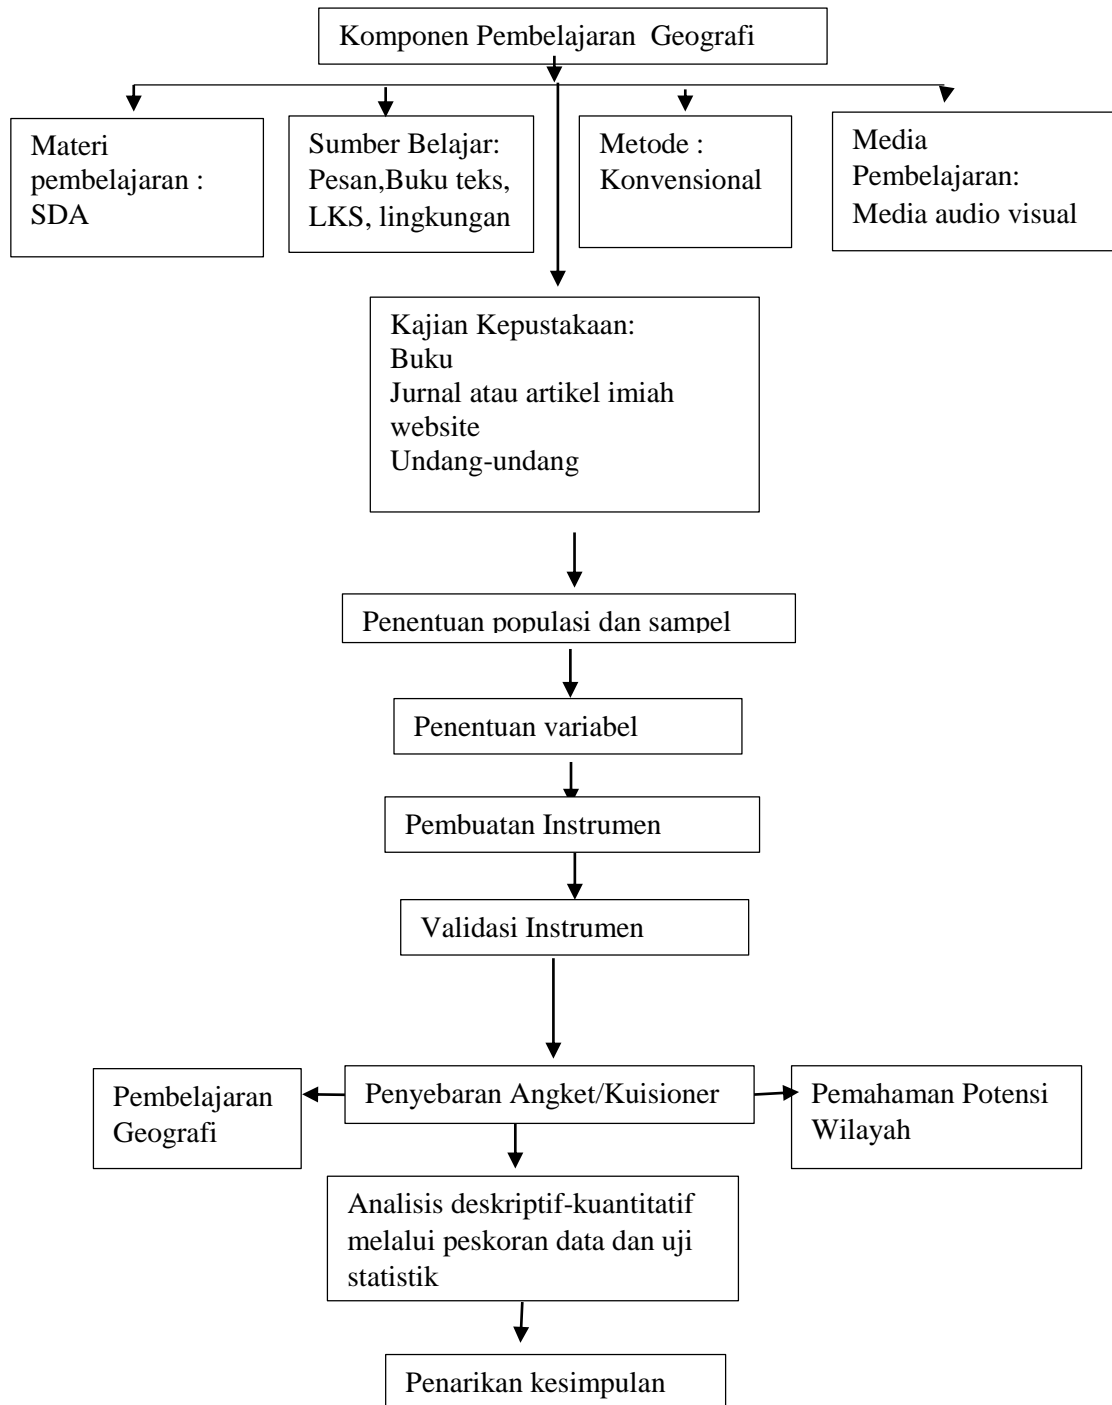 Komponen Pembelajaran  Geografi
Materi
pembelajaran :
SDA
Sumber Belajar:
Pesan,Buku teks,
LKS, lingkungan
Metode :
Konvensional
Media
Pembelajaran:
Media audio visual
Kajian Kepustakaan:
Buku
Jurnal atau artikel imiah
website
Undang-undang
Penentuan populasi dan sampel
Penentuan variabel
Pembuatan Instrumen
Validasi Instrumen
Pembelajaran
Geografi
Penyebaran Angket/Kuisioner
Pemahaman Potensi
Wilayah
Analisis deskriptif-kuantitatif
melalui peskoran data dan uji
statistik
Penarikan kesimpulan